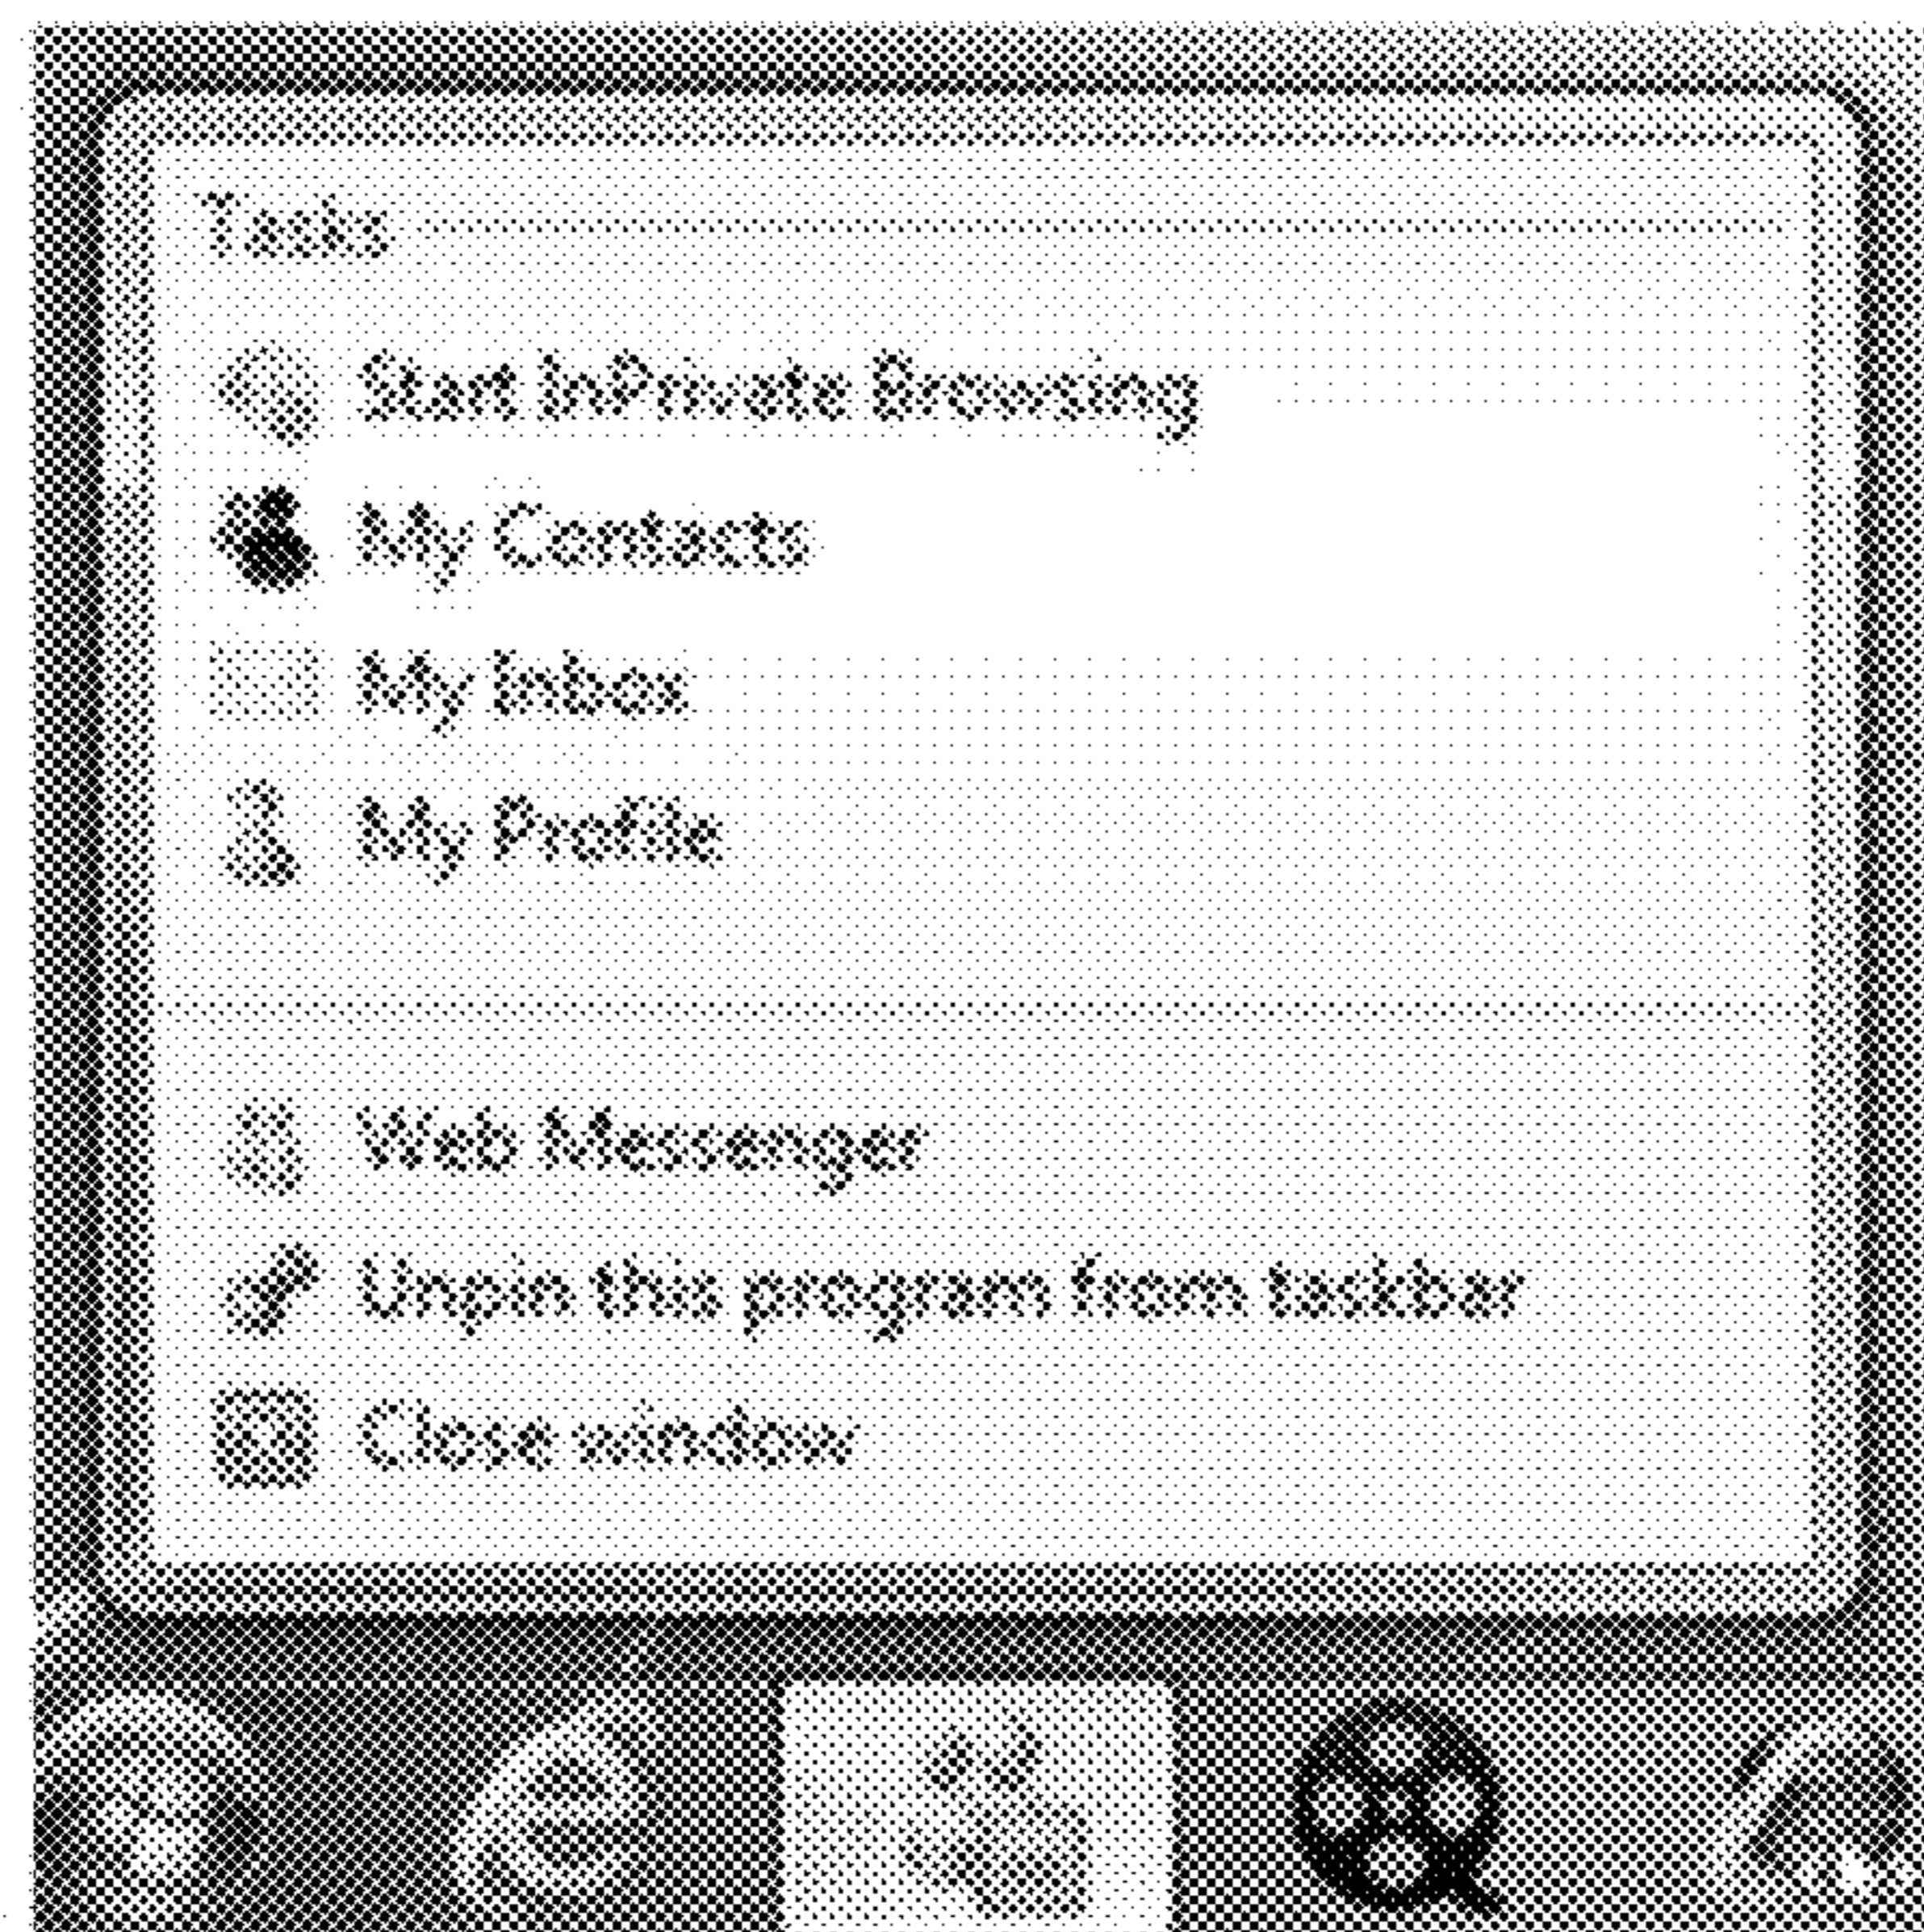 Tasks
Start InPrivate Browsing
My Contacts
My Inbox
My Profile
Web Messenger
Unpin this program from taskbar
Close window